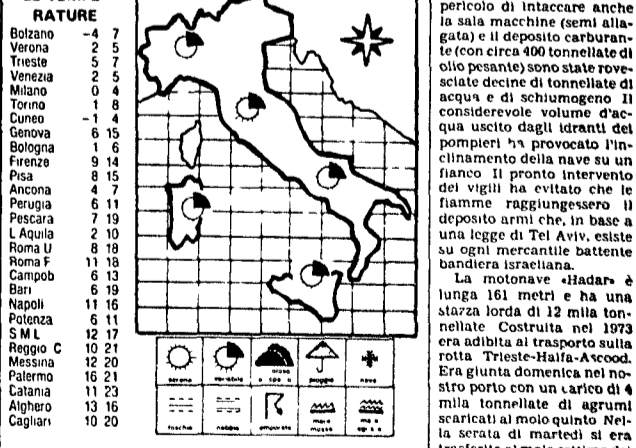 RATURE
Bolzano -4 7
Verona 2 5
Trieste 5 7
Venezia 2 5
Milano 0 4
Torino 1 8
Cuneo -1 4
Genova 6 15
Bologna 1 6
Firenze 9 14
Pisa 8 15
Ancona 4 7
Perugia 6 11
Pescara 7 19
L Aquila 2 10
Roma U 8 18
Roma F 11 18
Campob 6 13
Bari 6 19
Napoli 11 16
Potenza 6 11
S M L 12 17
Reggio C 10 21
Messina 12 20
Palermo 16 21
Catania 11 23
Alghero 13 16
Cagliari 10 20
sereno variabile pioggia neve
foschia nebbia temporale mare mosso
pericolo di intaccare anche
la sala macchine (semi alla-
gata) e il deposito carburan-
te (con circa 400 tonnellate di
olio pesante) sono state rove-
sciate decine di tonnellate di
acqua e di schiumogeno Il
considerevole volume d'ac-
qua uscito dagli idranti dei
pompieri ha provocato l'in-
clinamento della nave su un
fianco Il pronto intervento
dei vigili ha evitato che le
fiamme raggiungessero il
deposito armi che, in base a
una legge di Tel Aviv, esiste
su ogni mercantile battente
bandiera israeliana.
La motonave «Hadar» è
lunga 161 metri e ha una
stazza lorda di 12 mila ton-
nellate Costruita nel 1973
era adibita al trasporto sulla
rotta Trieste-Haifa-Ascood.
Era giunta domenica nel no-
stro porto con un carico di 4
mila tonnellate di agrumi
scaricati al molo quinto Nel-
la serata di martedì si era